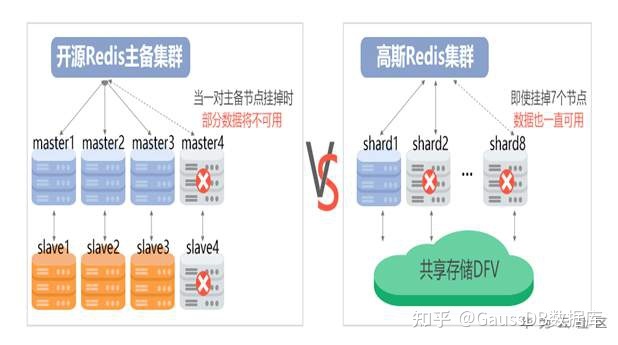 开源Redis主备集群
当一对主备节点挂掉时
部分数据将不可用
master1 master2 master3 master4
slave1 slave2 slave3 slave4
VS
高斯Redis集群
即使挂掉7个节点
数据也一直可用
shard1 shard2 ... shard8
共享存储DFV
知乎 @GaussDB数据库